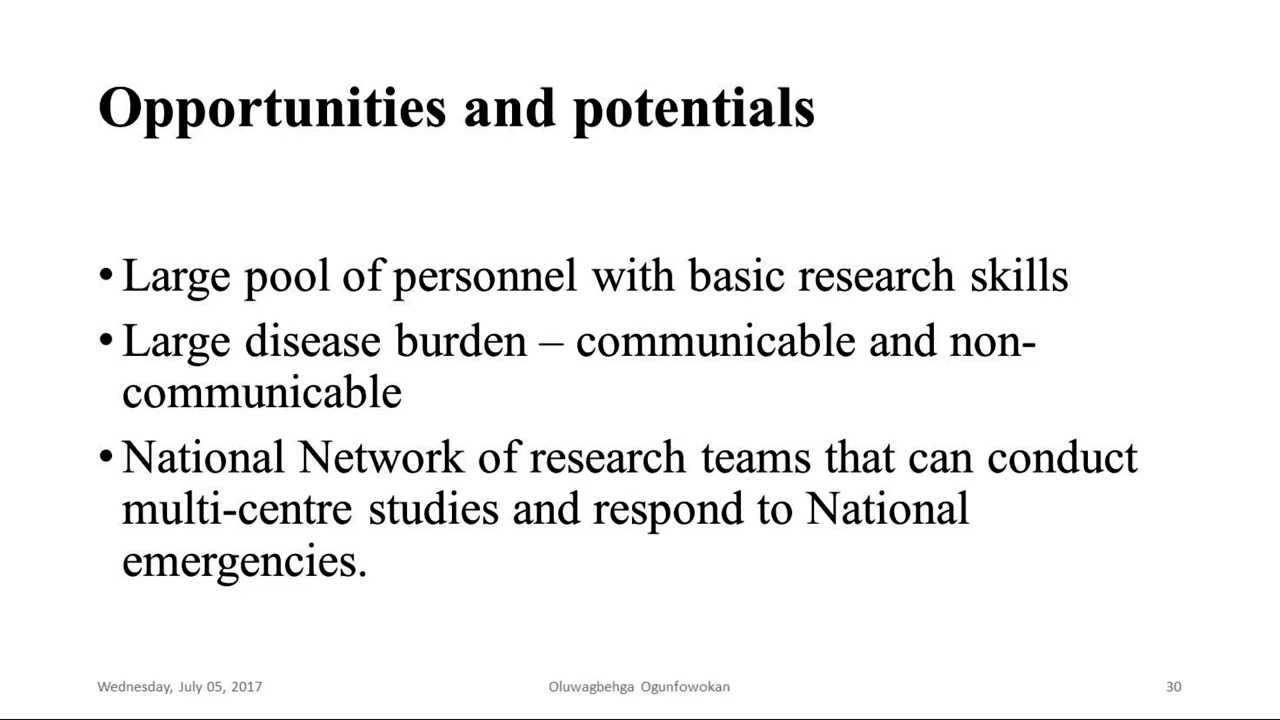 Opportunities and potentials
•Large pool of personnel with basic research skills
•Large disease burden – communicable and non-
communicable
•National Network of research teams that can conduct
multi-centre studies and respond to National
emergencies.
Wednesday, July 05, 2017
Oluwagbehga Ogunfowokan
30